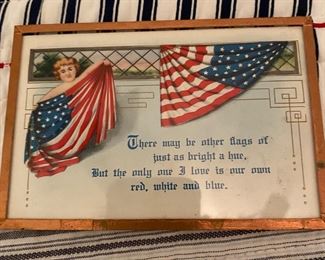 There may be other flags of
just as bright a hue,
But the only one I love is our own
red, white and blue.